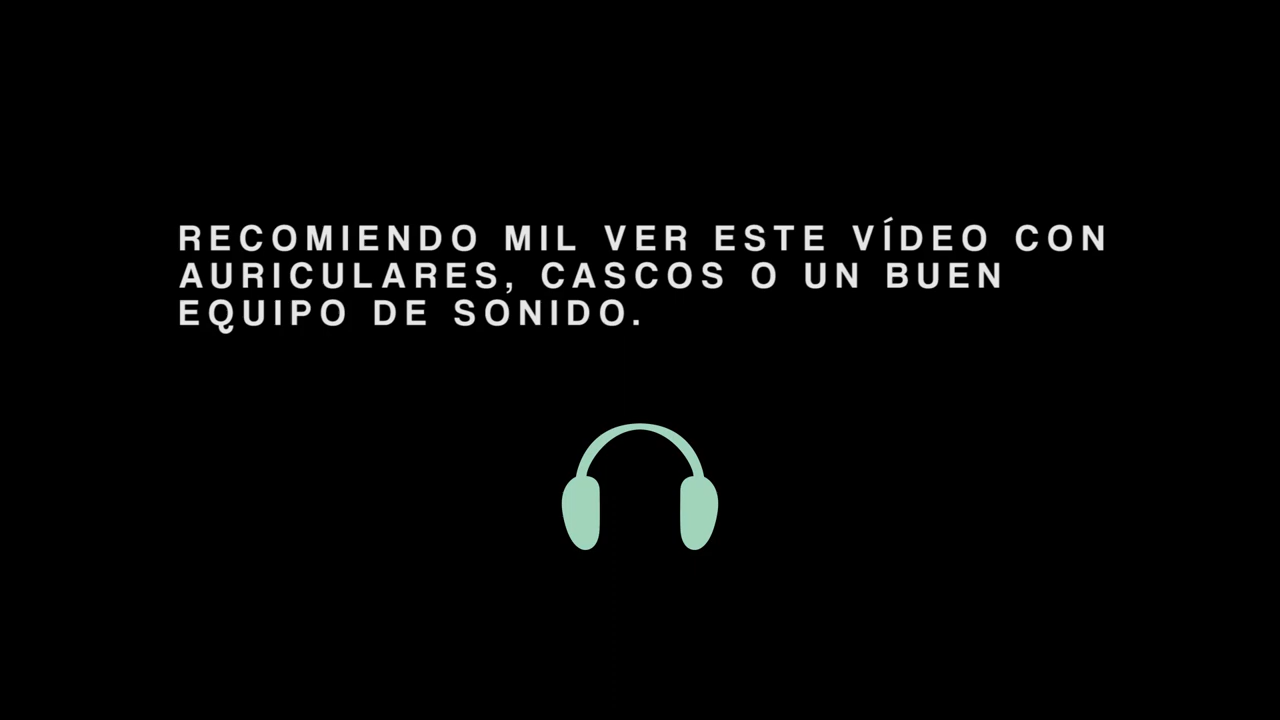 RECOMIENDO MIL VER ESTE VÍDEO CON
AURICULARES, CASCOS O UN BUEN
EQUIPO DE SONIDO.